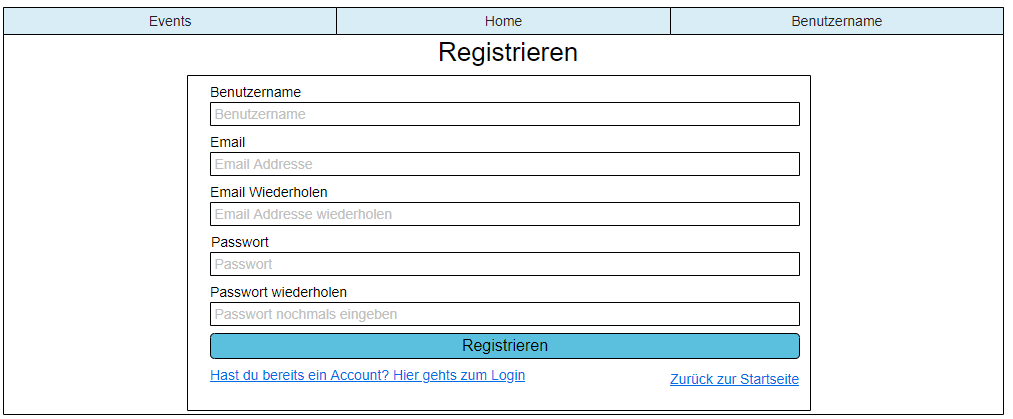 Events Home Benutzername
Registrieren
Benutzername
Benutzername
Email
Email Addresse
Email Wiederholen
Email Addresse wiederholen
Passwort
Passwort
Passwort wiederholen
Passwort nochmals eingeben
Registrieren
Hast du bereits ein Account? Hier gehts zum Login
Zurück zur Startseite